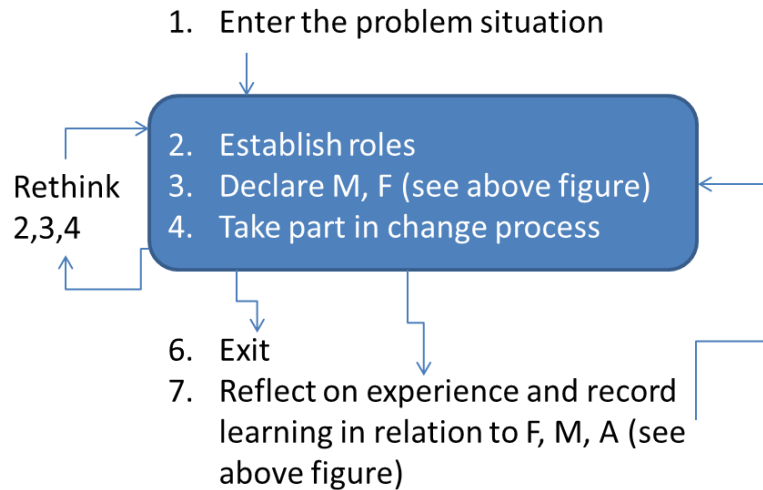 1. Enter the problem situation
2. Establish roles
3. Declare M, F (see above figure)
4. Take part in change process
Rethink
2,3,4
6. Exit
7. Reflect on experience and record
learning in relation to F, M, A (see
above figure)